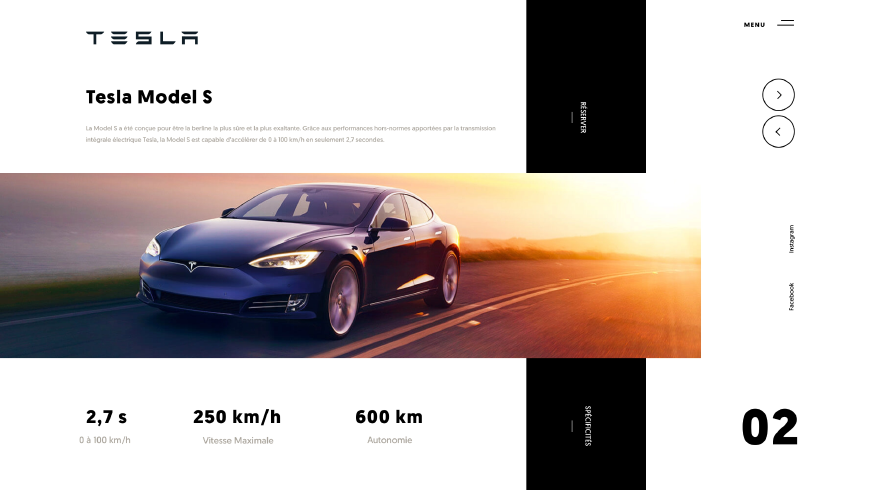 TESLA
MENU
Tesla Model S
La Model S a été conçue pour être la berline la plus sûre et la plus exaltante. Grâce aux performances hors-normes apportées par la transmission
intégrale électrique Tesla, la Model S est capable d'accélérer de 0 à 100 km/h en seulement 2,7 secondes.
RÉSERVER
Instagram
Facebook
2,7 s
0 à 100 km/h
250 km/h
Vitesse Maximale
600 km
Autonomie
SPÉCIFICITÉS
02